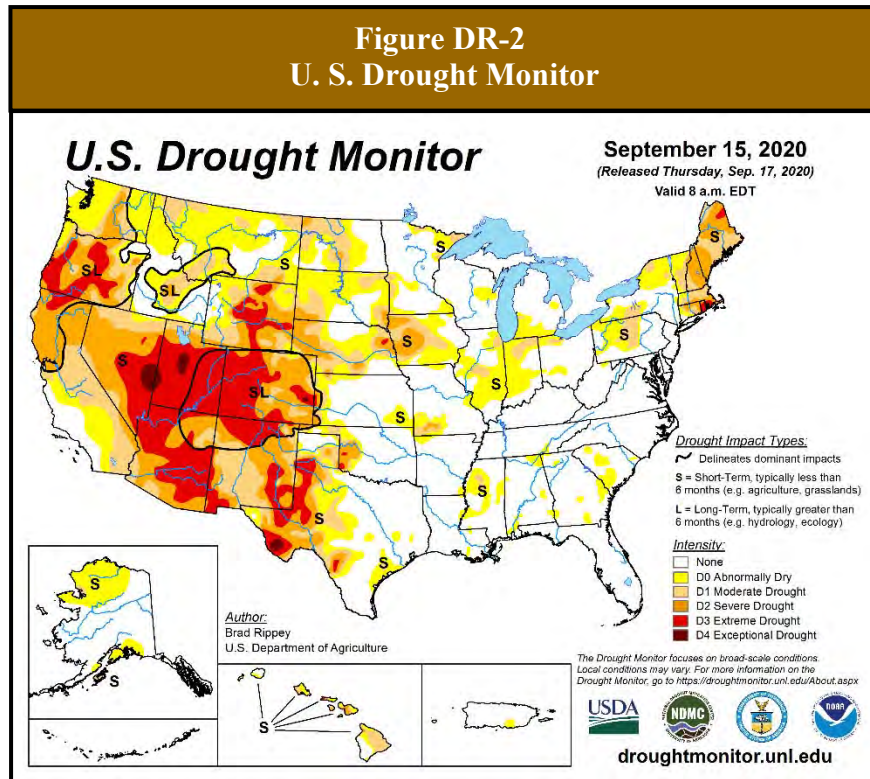 Figure DR-2
U. S. Drought Monitor
U.S. Drought Monitor
September 15, 2020
(Released Thursday, Sep. 17, 2020)
Valid 8 a.m. EDT
S
S
S
SL
SL
S
S
S
S
S
SL
S
S
S
S
Drought Impact Types:
Delineates dominant impacts
S = Short-Term, typically less than
6 months (e.g. agriculture, grasslands)
L = Long-Term, typically greater than
6 months (e.g. hydrology, ecology)
Intensity:
None
D0 Abnormally Dry
D1 Moderate Drought
D2 Severe Drought
D3 Extreme Drought
D4 Exceptional Drought
S
S
Author:
Brad Rippey
U.S. Department of Agriculture
S
The Drought Monitor focuses on broad-scale conditions.
Local conditions may vary. For more information on the
Drought Monitor, go to https://droughtmonitor.unl.edu/About.aspx
USDA
NDMC
NOAA
droughtmonitor.unl.edu